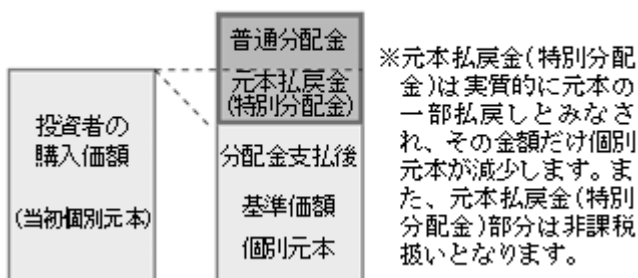 普通分配金
元本払戻金
(特別分配金)
投資者の
購入価額
(当初個別元本)
分配金支払後
基準価額
個別元本
※元本払戻金(特別分配
金)は実質的に元本の
一部払戻しとみなさ
れ、その金額だけ個別
元本が減少します。ま
た、元本払戻金(特別
分配金)部分は非課税
扱いとなります。